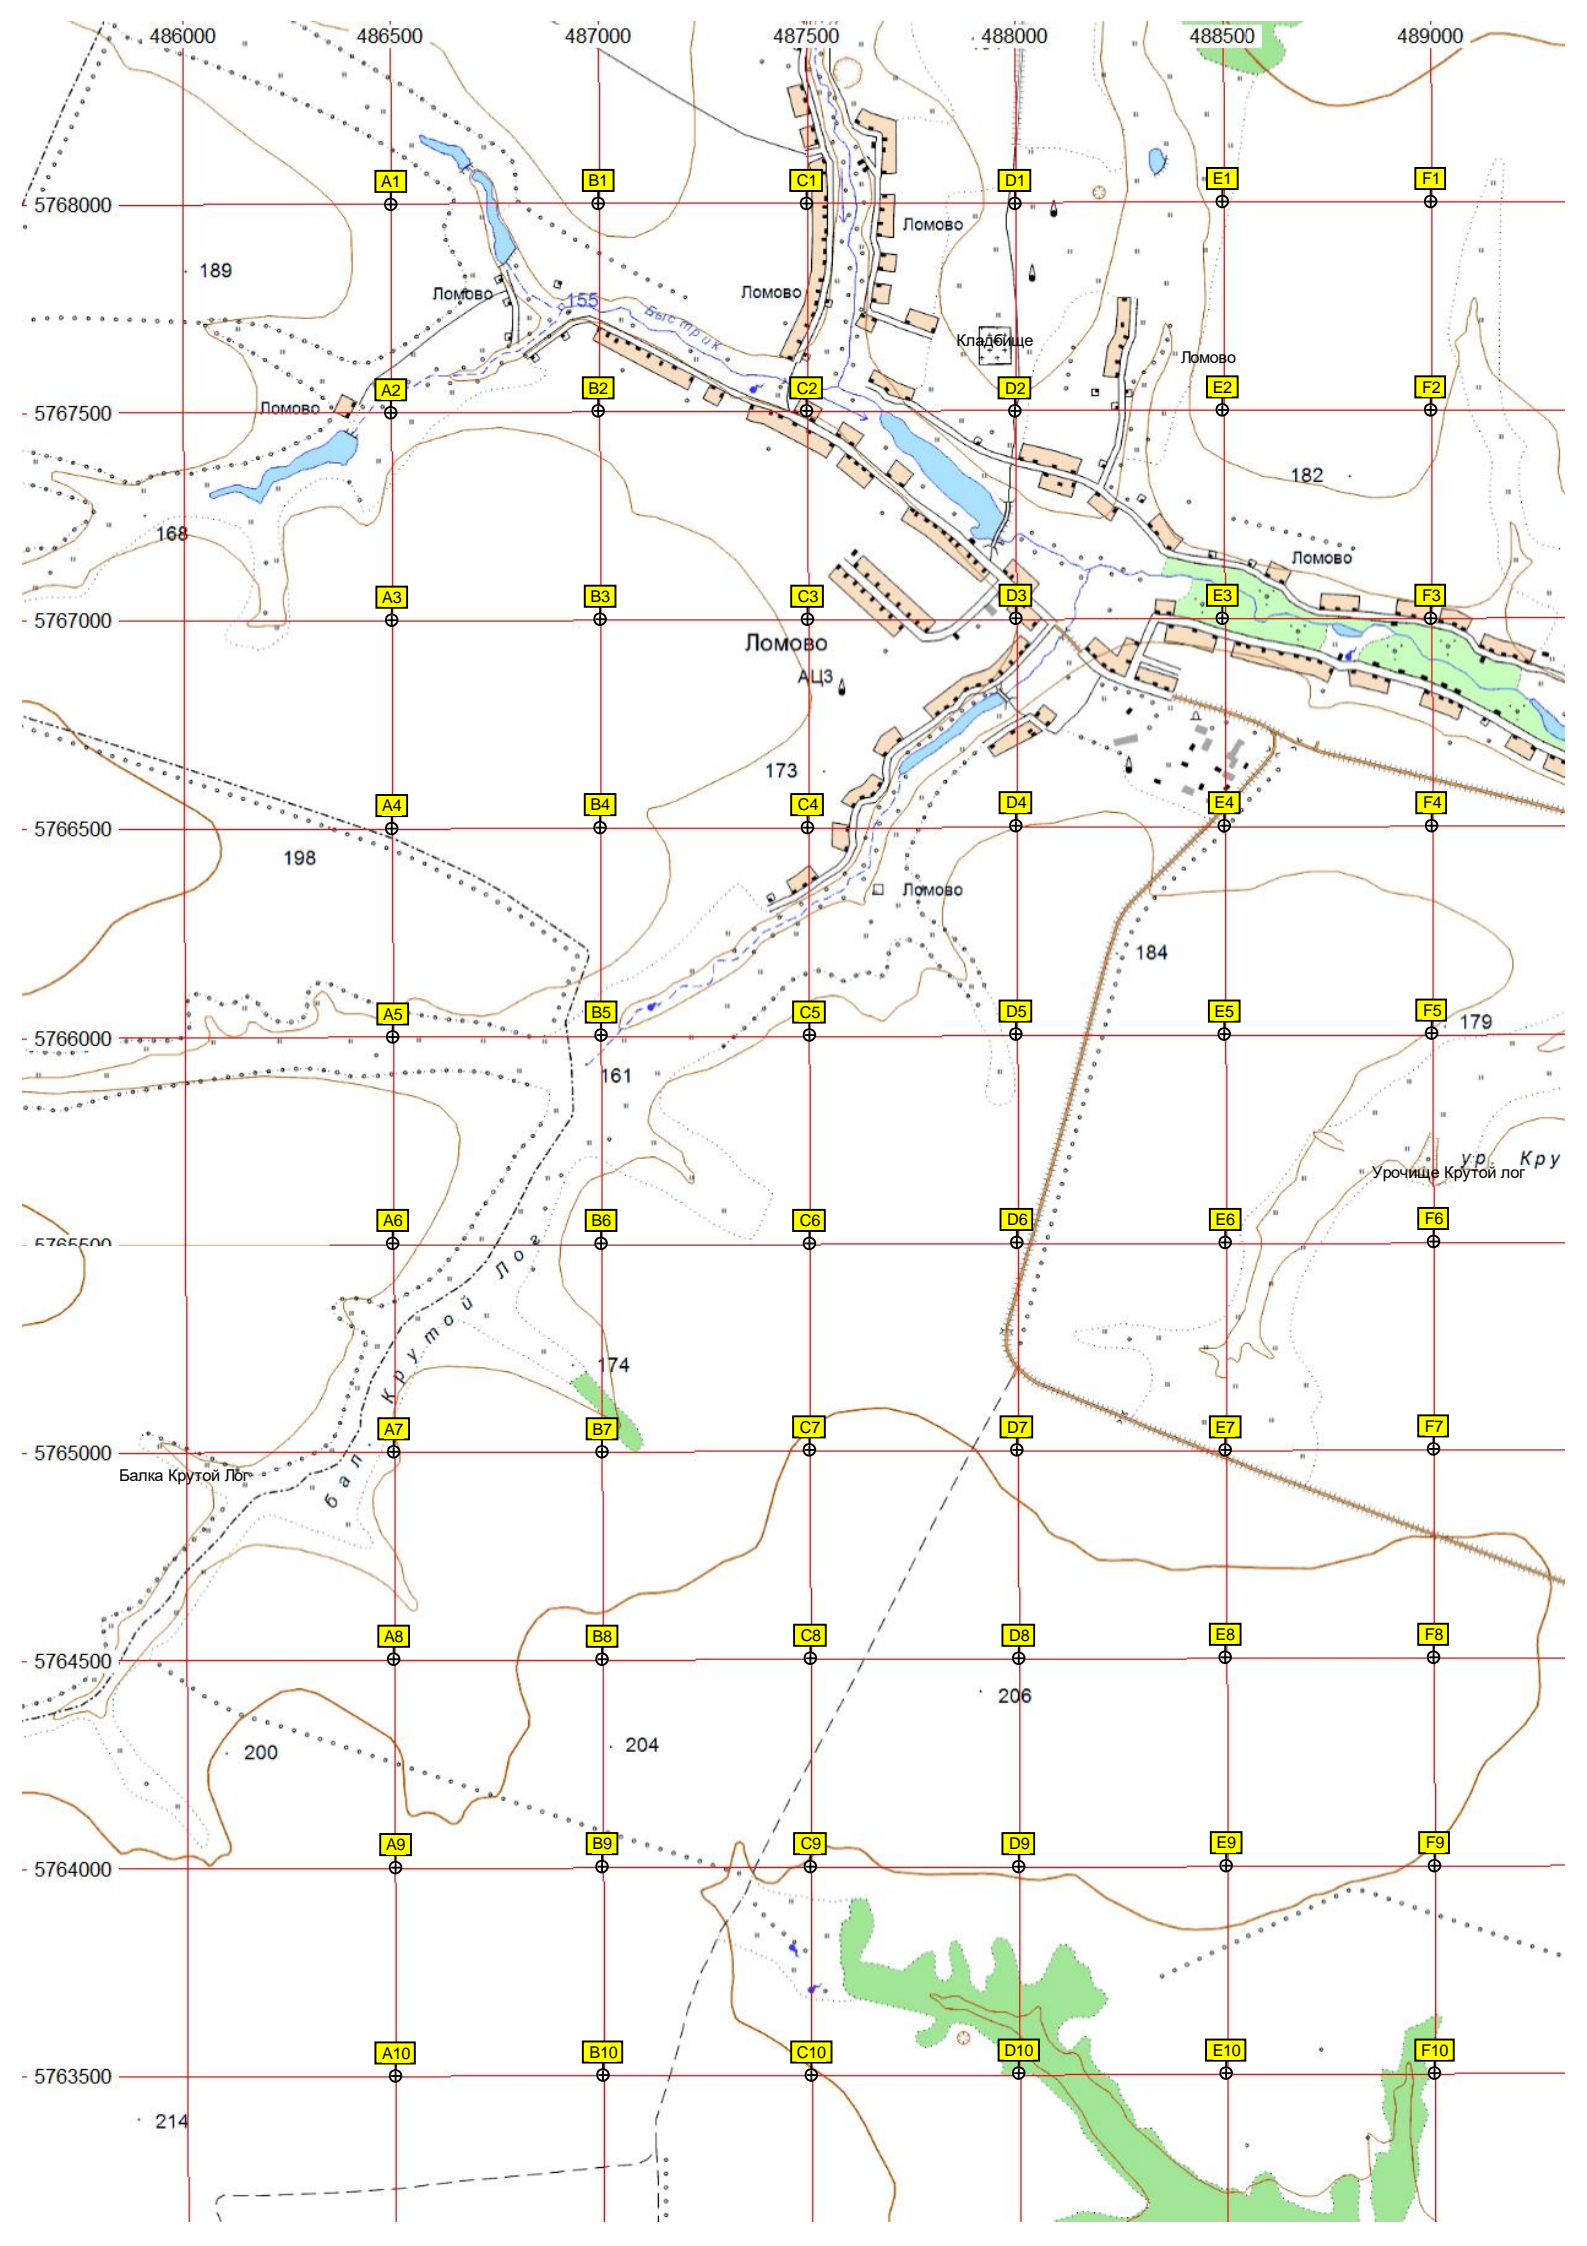 486000 486500 487000 487500 488000 488500 489000
A1 B1 C1 D1 E1 F1
5768000
Ломово
189
Ломово 155 Быстрик Ломово
Кладбище
Ломово
A2 B2 C2 D2 E2 F2
Ломово
5767500
182
168
Ломово
A3 B3 C3 D3 E3 F3
5767000
Ломово
АЦЗ
173
A4 B4 C4 D4 E4 F4
5766500
198
Ломово
184
A5 B5 C5 D5 E5 F5
179
5766000
161
ур. Кру
Урочище Крутой лог
A6 B6 C6 D6 E6 F6
5765500
бал. Крутой Лог
174
A7 B7 C7 D7 E7 F7
5765000
Балка Крутой Лог
A8 B8 C8 D8 E8 F8
5764500
206
204
200
A9 B9 C9 D9 E9 F9
5764000
A10 B10 C10 D10 E10 F10
5763500
214